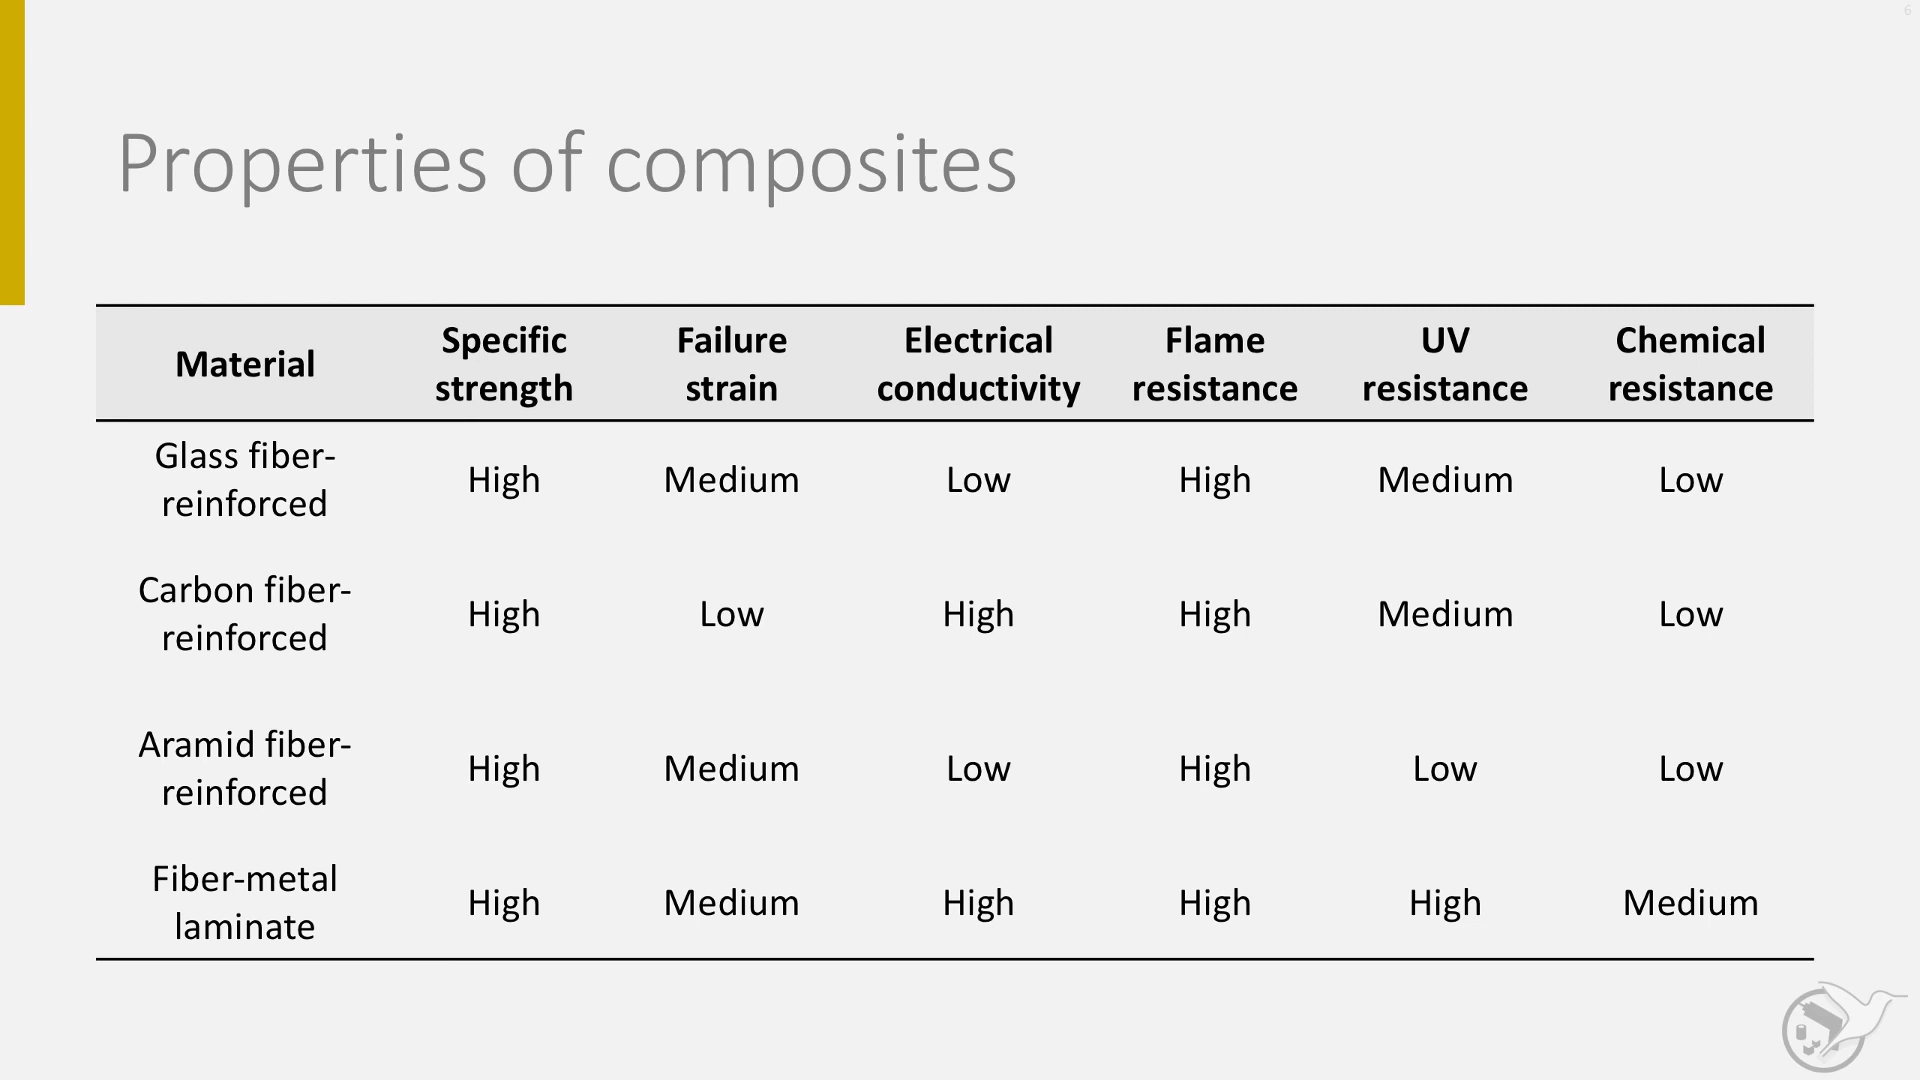 6
Properties of composites
Material
Specific
strength
Failure
strain
Electrical
conductivity
Flame
resistance
UV
resistance
Chemical
resistance
Glass fiber-
reinforced
High
Medium
Low
High
Medium
Low
Carbon fiber-
reinforced
High
Low
High
High
Medium
Low
Aramid fiber-
reinforced
High
Medium
Low
High
Low
Low
Fiber-metal
laminate
High
Medium
High
High
High
Medium